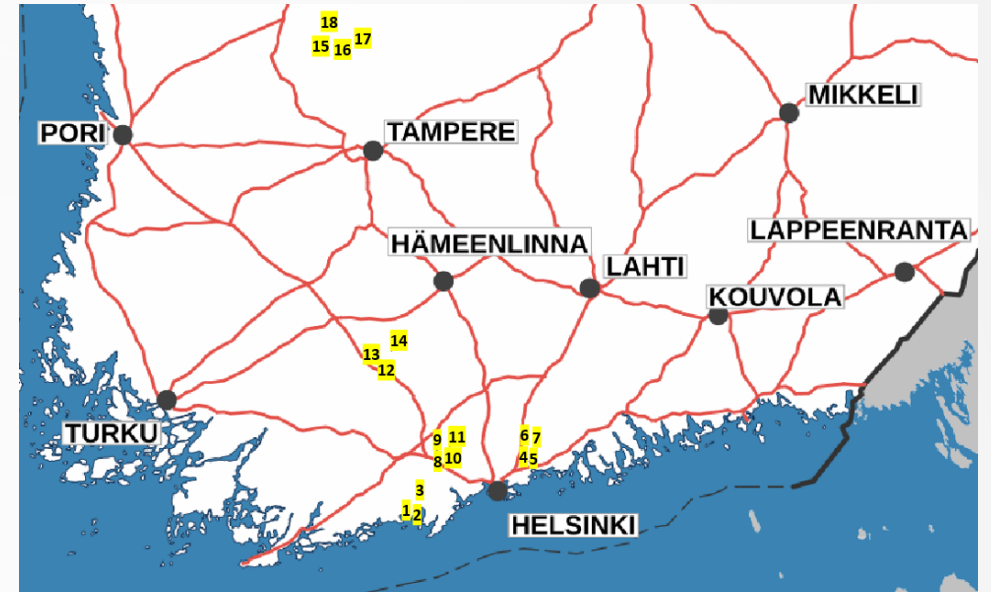 18
17
15
16
MIKKELI
PORI
TAMPERE
LAPPEENRANTA
HÄMEENLINNA
LAHTI
KOUVOLA
14
13
12
TURKU
9
11
6
7
8
10
4
5
3
1
2
HELSINKI